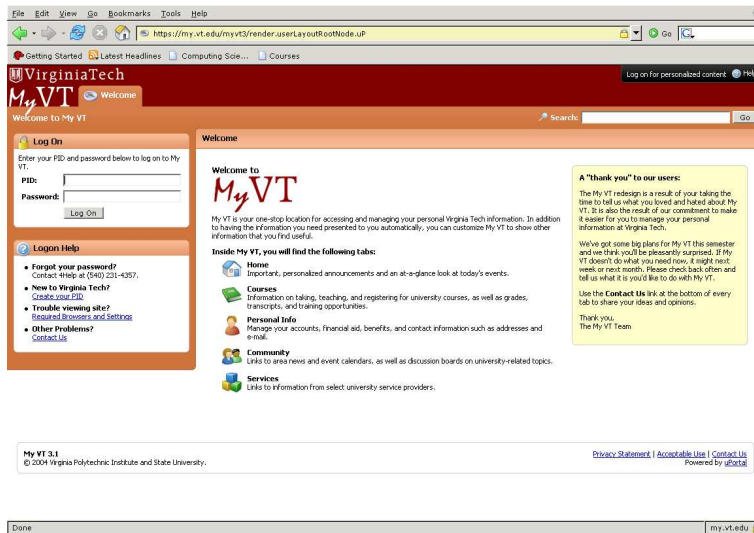 File Edit View Go Bookmarks Tools Help
https://my.vt.edu/myvt3/render.userLayoutRootNode.uP
Go
Getting Started Latest Headlines Computing Scie... Courses
VirginiaTech
Log on for personalized content Help
MyVT Welcome
Welcome to My VT
Search: Go
Log On
Enter your PID and password below to log on to My
VT.
PID:
Password:
Log On
Logon Help
Forgot your password?
Contact 4Help at (540) 231-4357.
New to Virginia Tech?
Create your PID
Trouble viewing site?
Required Browsers and Settings
Other Problems?
Contact Us
Welcome
Welcome to
MyVT
My VT is your one-stop location for accessing and managing your personal Virginia Tech information. In addition
to having the information you need presented to you automatically, you can customize My VT to show other
information that you find useful.
Inside My VT, you will find the following tabs:
Home
Important, personalized announcements and an at-a-glance look at today's events.
Courses
Information on taking, teaching, and registering for university courses, as well as grades,
transcripts, and training opportunities.
Personal Info
Manage your accounts, financial aid, benefits, and contact information such as addresses and
e-mail.
Community
Links to area news and event calendars, as well as discussion boards on university-related topics.
Services
Links to information from select university service providers.
A "thank you" to our users:
The My VT redesign is a result of your taking the
time to tell us what you loved and hated about My
VT. It is also the result of our commitment to make
it easier for you to manage your personal
information at Virginia Tech.
We've got some big plans for My VT this semester
and we think you'll be pleasantly surprised. If My
VT doesn't do what you need now, it might next
week or next month. Please check back often and
tell us what it is you'd like to do with My VT.
Use the Contact Us link at the bottom of every
tab to share your ideas and opinions.
Thank you,
The My VT Team
My VT 3.1
© 2004 Virginia Polytechnic Institute and State University.
Privacy Statement | Acceptable Use | Contact Us
Powered by uPortal
Done
my.vt.edu